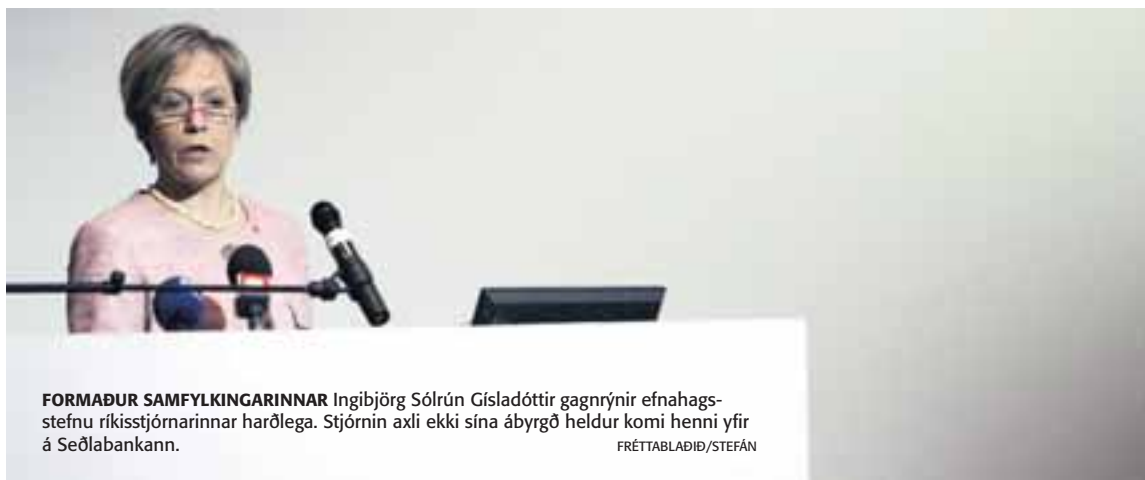 FORMAÐUR SAMFYLKINGARINNAR Ingibjörg Sólrún Gísladóttir gagnrýnir efnahags-
stefnu ríkisstjórnarinnar harðlega. Stjórnin axli ekki sína ábyrgð heldur komi henni yfir
á Seðlabankann. FRÉTTABLAÐIÐ/STEFÁN